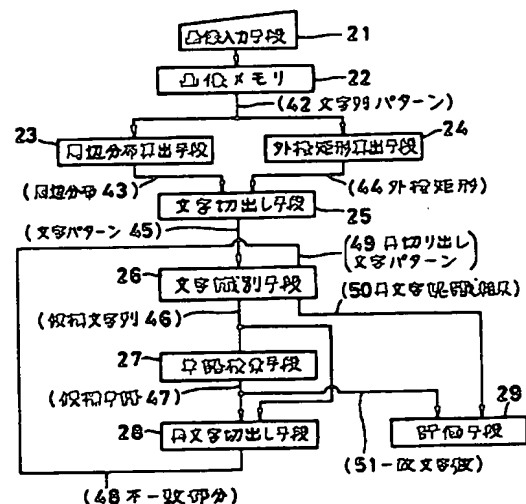 画像入力手段
21
画像メモリ
22
(42 文字列パターン)
23
24
周辺分布算出手段
外接矩形算出手段
(周辺分布 43)
(44 外接矩形)
文字切出し手段
25
(文字パターン 45)
(49 再切り出し文字パターン)
26
文字識別手段
(50 再文字認識結果)
(候補文字列 46)
27
単語検索手段
(候補単語 47)
28
29
再文字切出し手段
評価手段
(51 一致文字数)
(48 不一致部分)